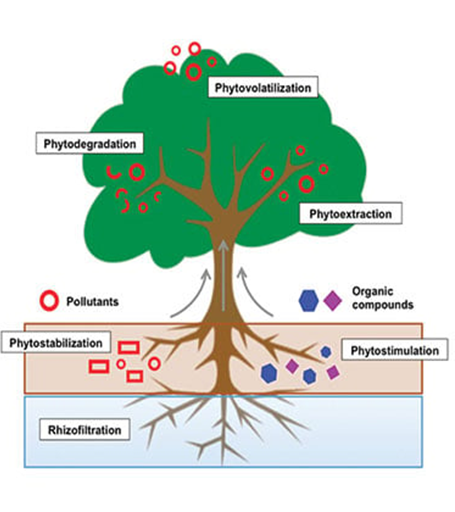 Phytovolatilization
Phytodegradation
Phytoextraction
Pollutants
Organic
compounds
Phytostabilization
Phytostimulation
Rhizofiltration